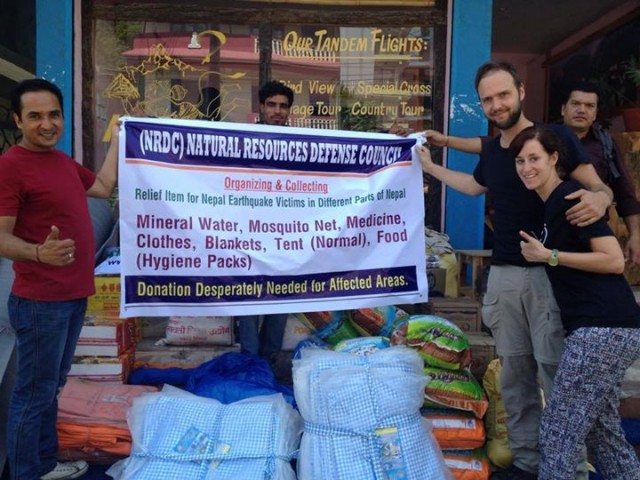 OUR TANDEM FLIGHTS:
Bird View
Special Cross
Tour Country Tour
(NRDC) NATURAL RESOURCES DEFENSE COUNCIL
Organizing & Collecting
Relief Item for Nepal Earthquake Victims in Different Parts of Nepal
Mineral Water, Mosquito Net, Medicine,
Clothes, Blankets, Tent (Normal), Food
(Hygiene Packs)
Donation Desperately Needed for Affected Areas.